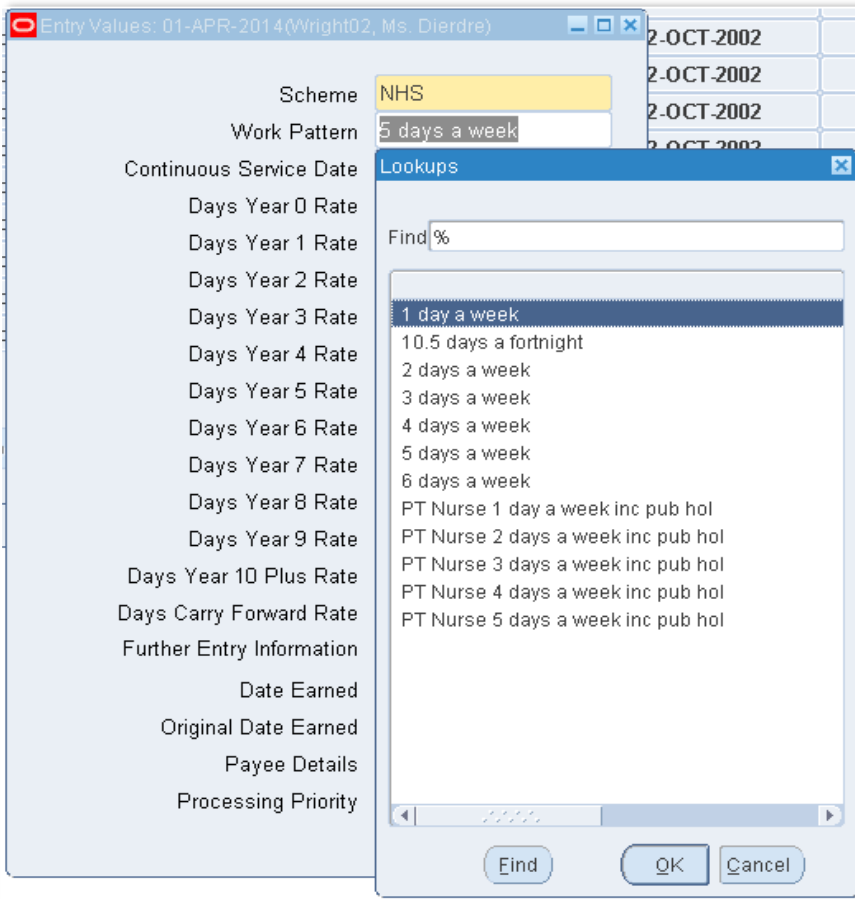 Entry Values: 01-APR-2014(Wright02, Ms. Dierdre)
2-OCT-2002
2-OCT-2002
2-OCT-2002
2-OCT-2002
Scheme NHS
Work Pattern 5 days a week
Continuous Service Date
Days Year 0 Rate
Days Year 1 Rate
Days Year 2 Rate
Days Year 3 Rate
Days Year 4 Rate
Days Year 5 Rate
Days Year 6 Rate
Days Year 7 Rate
Days Year 8 Rate
Days Year 9 Rate
Days Year 10 Plus Rate
Days Carry Forward Rate
Further Entry Information
Date Earned
Original Date Earned
Payee Details
Processing Priority
Lookups
Find %
1 day a week
10.5 days a fortnight
2 days a week
3 days a week
4 days a week
5 days a week
6 days a week
PT Nurse 1 day a week inc pub hol
PT Nurse 2 days a week inc pub hol
PT Nurse 3 days a week inc pub hol
PT Nurse 4 days a week inc pub hol
PT Nurse 5 days a week inc pub hol
Find OK Cancel